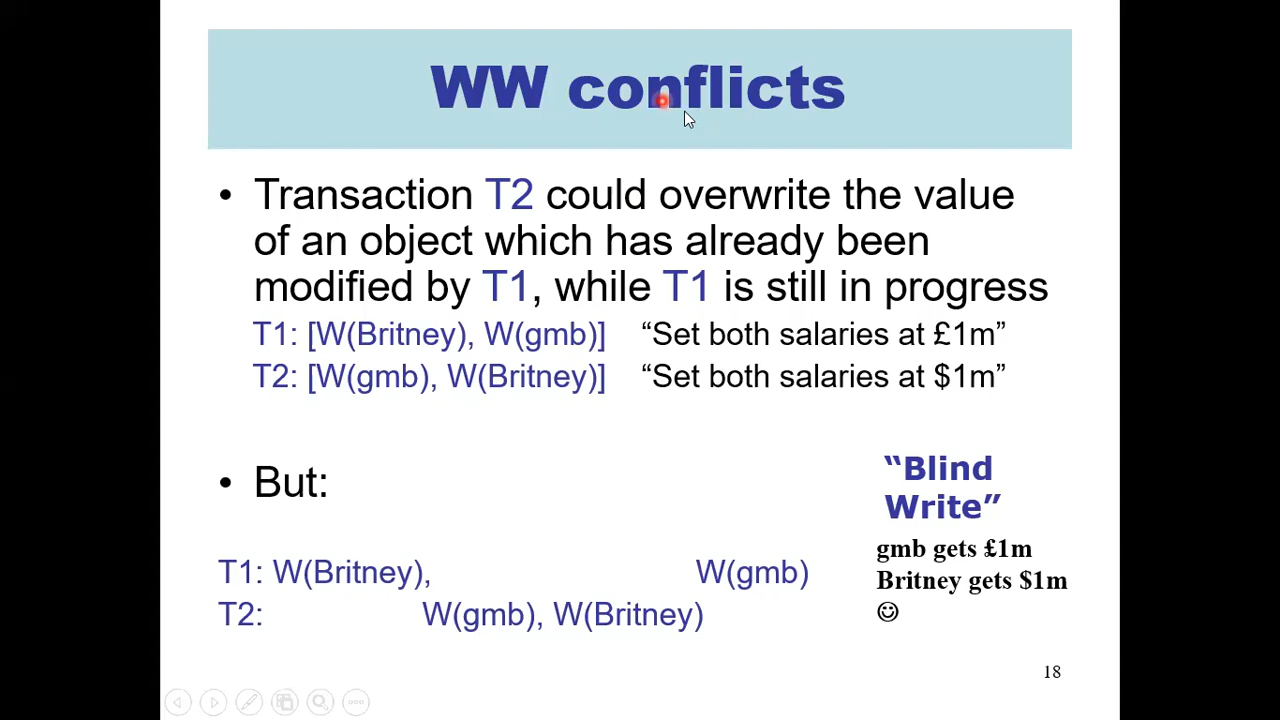 WW conflicts
• Transaction T2 could overwrite the value
of an object which has already been
modified by T1, while T1 is still in progress
T1: [W(Britney), W(gmb)] “Set both salaries at £1m”
T2: [W(gmb), W(Britney)] “Set both salaries at $1m”
• But:
“Blind
Write”
gmb gets £1m
Britney gets $1m
☺
T1: W(Britney), W(gmb)
T2: W(gmb), W(Britney)
18